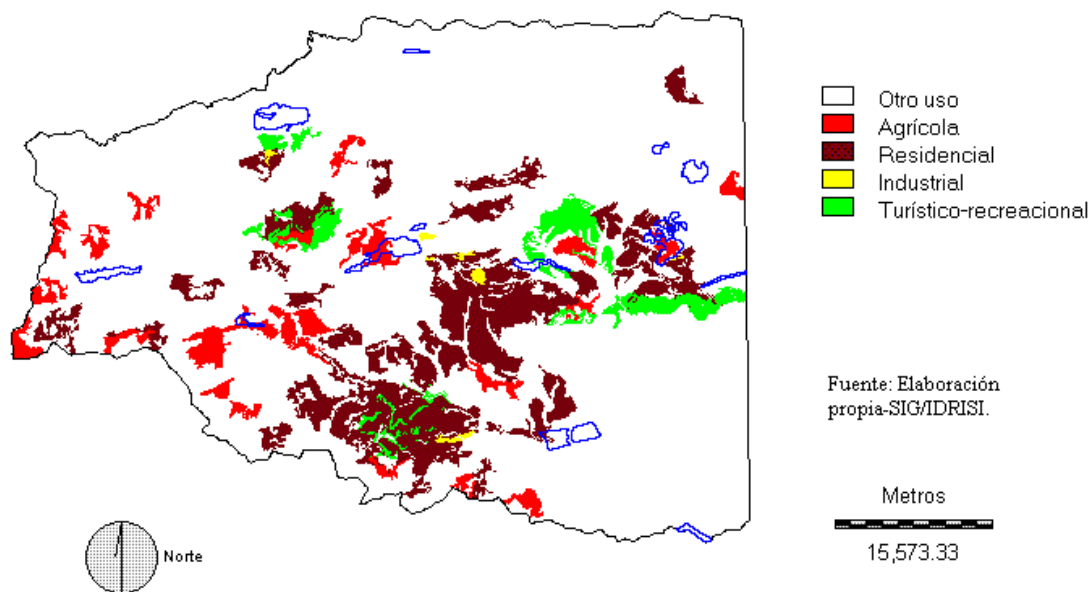 Otro uso
Agrícola
Residencial
Industrial
Turístico-recreacional
Fuente: Elaboración
propia-SIG/IDRISI.
Metros
15,573.33
Norte